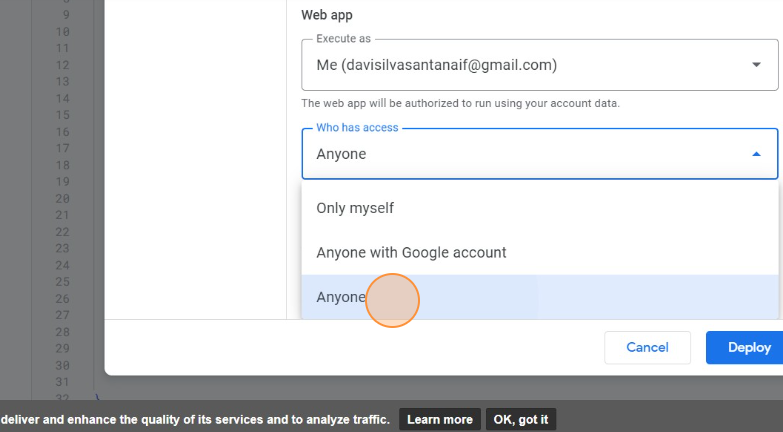 9
10
11
12
13
14
15
16
17
18
19
20
21
22
23
24
25
26
27
28
29
30
31
32
Web app
Execute as
Me (davisilvasantanaif@gmail.com)
The web app will be authorized to run using your account data.
Who has access
Anyone
Only myself
Anyone with Google account
Anyone
Cancel
Deploy
deliver and enhance the quality of its services and to analyze traffic.
Learn more
OK, got it